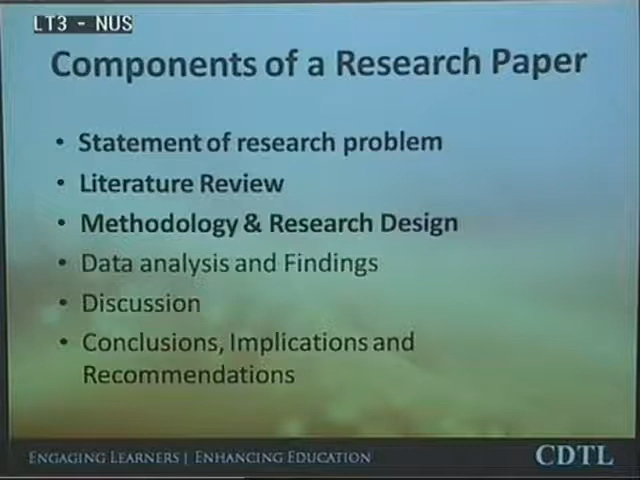 LT3 - NUS
Components of a Research Paper
• Statement of research problem
• Literature Review
• Methodology & Research Design
• Data analysis and Findings
• Discussion
• Conclusions, Implications and
Recommendations
ENGAGING LEARNERS | ENHANCING EDUCATION
CDTL